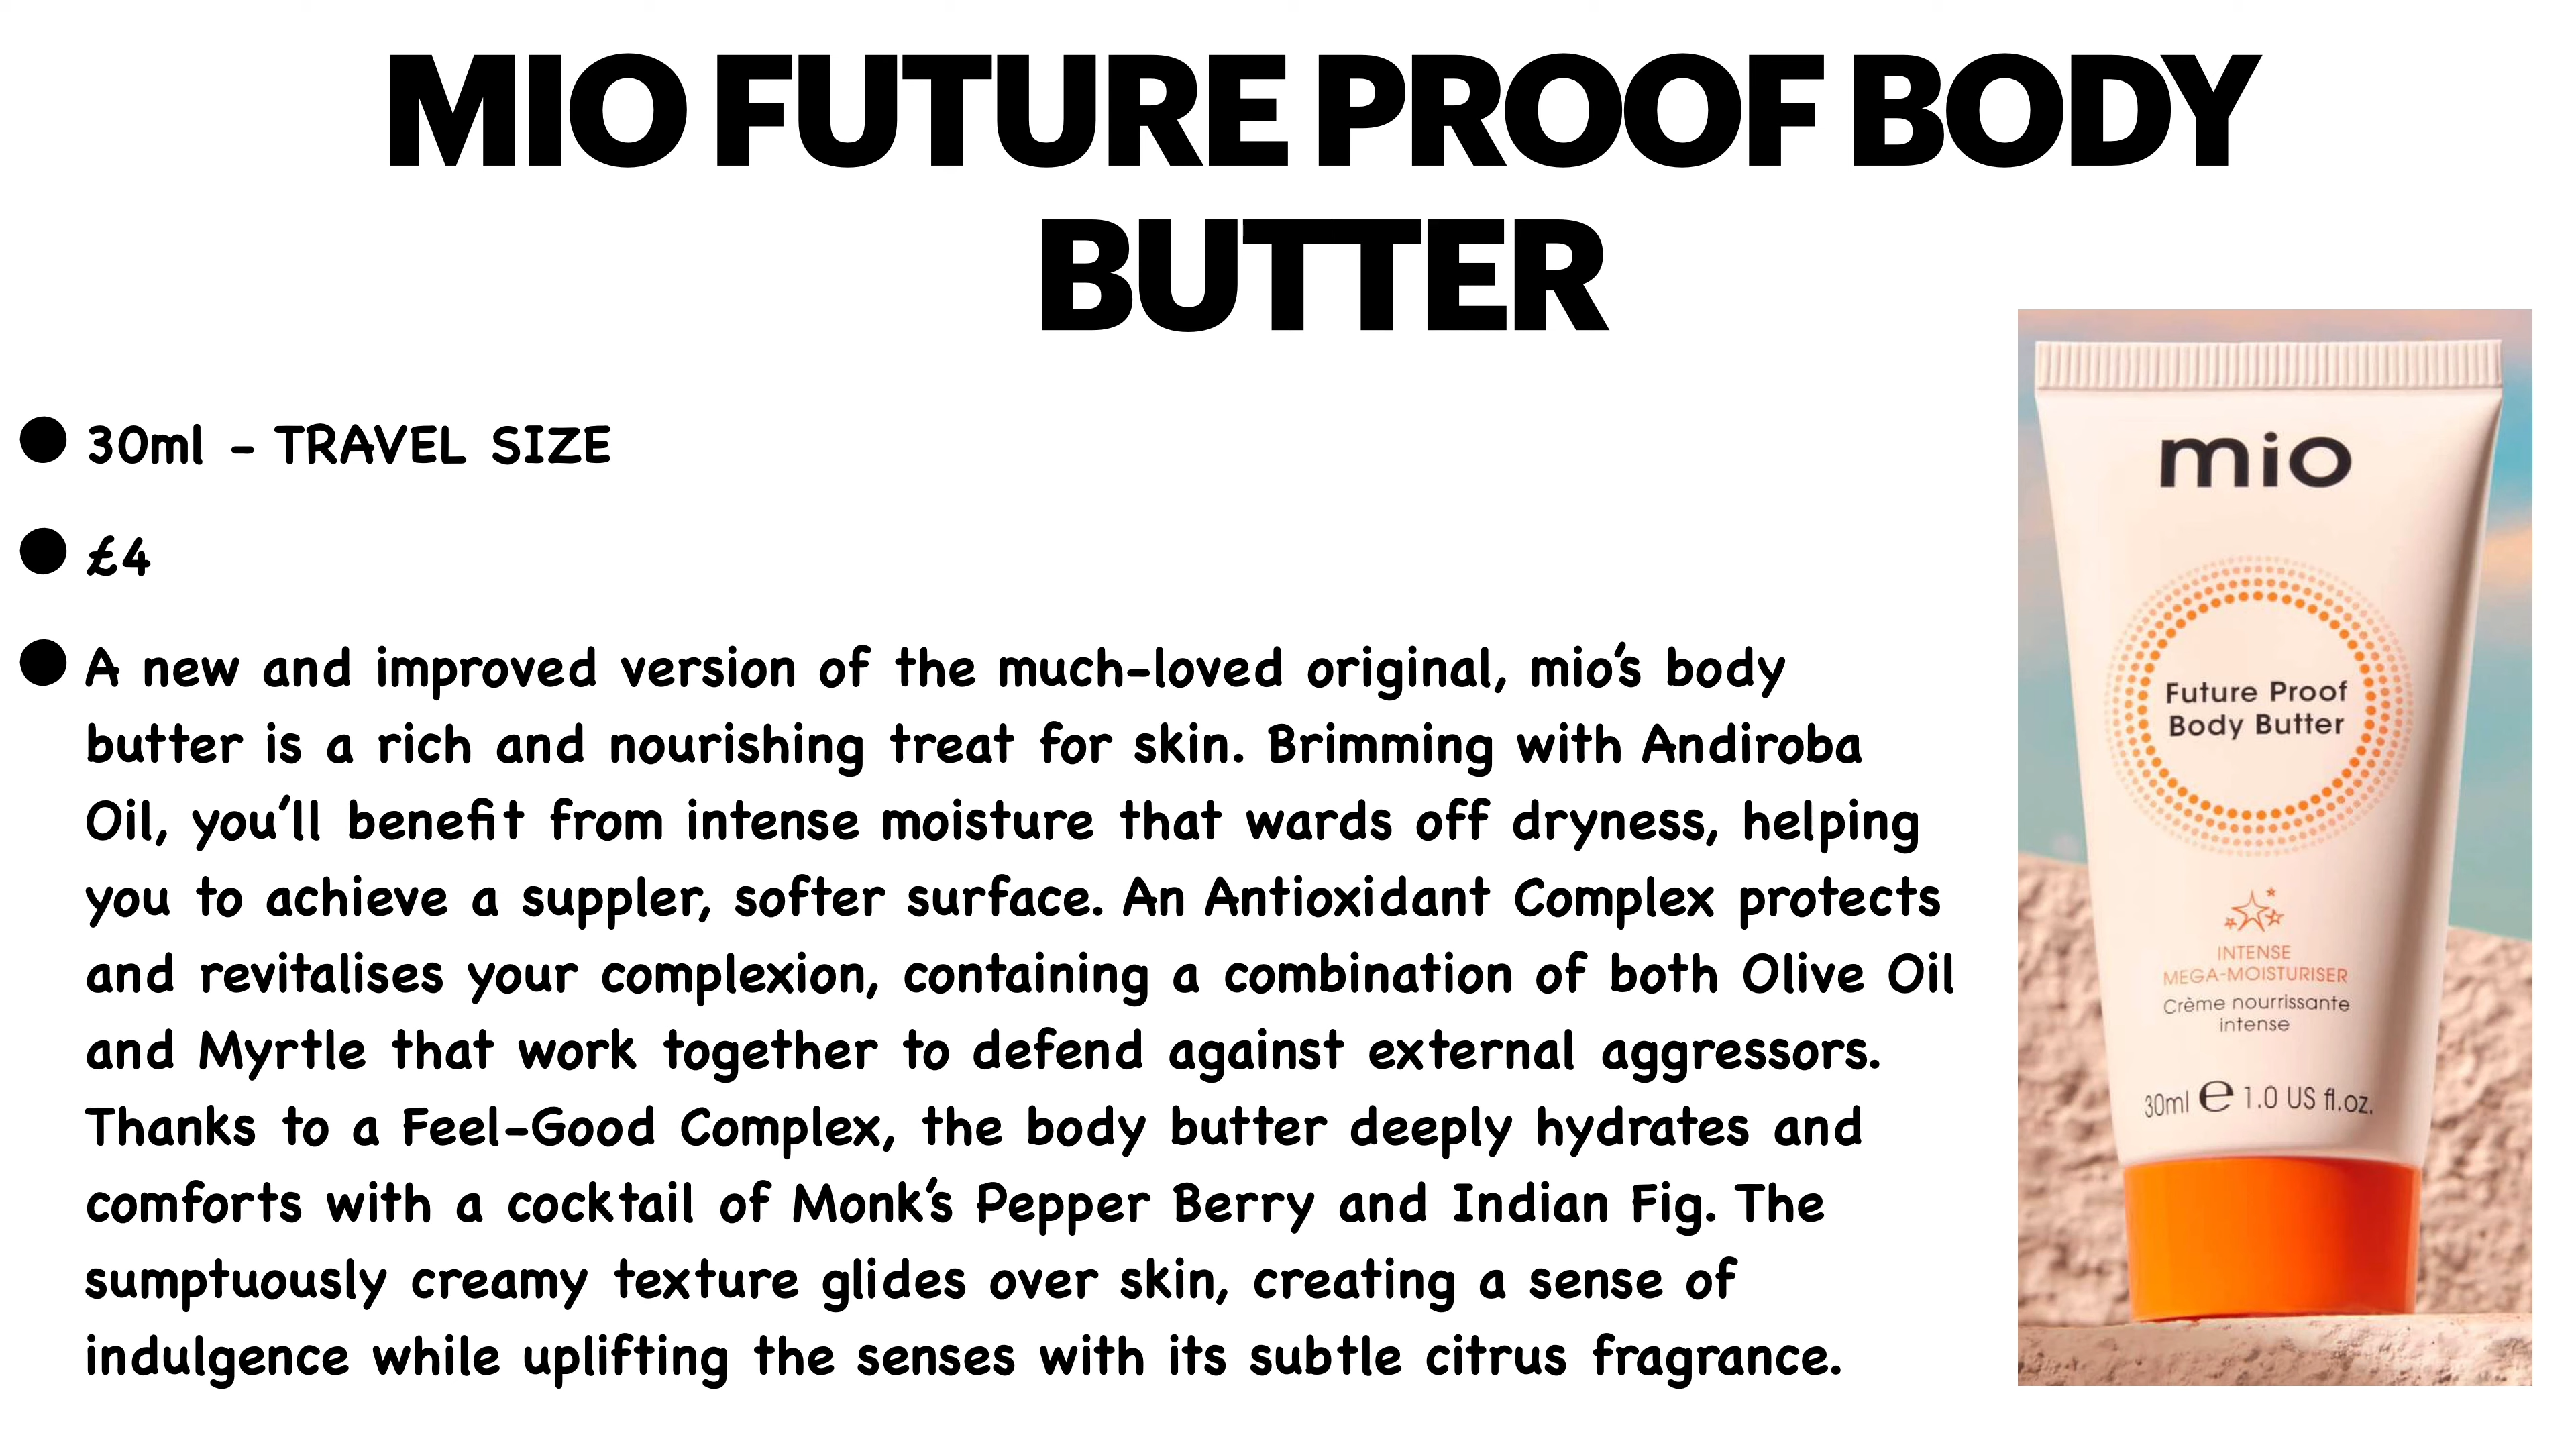 MIO FUTURE PROOF BODY
BUTTER
● 30ml - TRAVEL SIZE
● £4
● A new and improved version of the much-loved original, mio’s body
butter is a rich and nourishing treat for skin. Brimming with Andiroba
Oil, you’ll benefit from intense moisture that wards off dryness, helping
you to achieve a suppler, softer surface. An Antioxidant Complex protects
and revitalises your complexion, containing a combination of both Olive Oil
and Myrtle that work together to defend against external aggressors.
Thanks to a Feel-Good Complex, the body butter deeply hydrates and
comforts with a cocktail of Monk’s Pepper Berry and Indian Fig. The
sumptuously creamy texture glides over skin, creating a sense of
indulgence while uplifting the senses with its subtle citrus fragrance.
mio
Future Proof
Body Butter
INTENSE
MEGA-MOISTURISER
Crème nourrissante
intense
30ml e 1.0 US fl.oz.